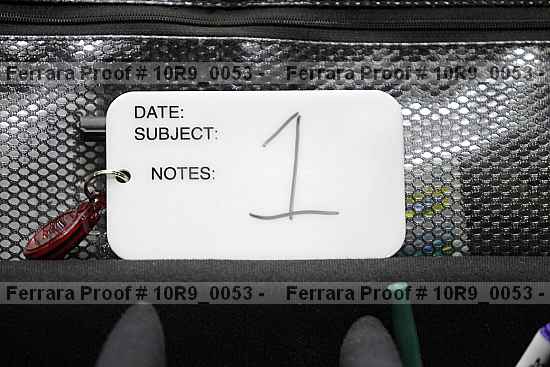 Ferrara Proof # 10R9_0053 - Ferrara Proof # 10R9_0053 -
DATE:
SUBJECT:
1
NOTES:
Ferrara Proof # 10R9_0053 - Ferrara Proof # 10R9_0053 -